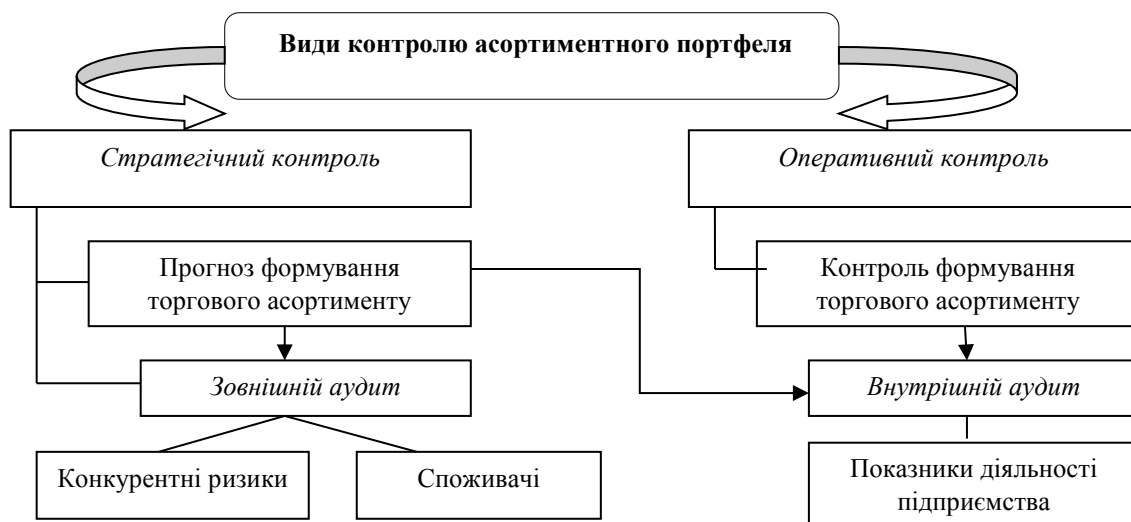 Види контролю асортиментного портфеля
Стратегічний контроль
Оперативний контроль
Прогноз формування
торгового асортименту
Контроль формування
торгового асортименту
Зовнішній аудит
Внутрішній аудит
Конкурентні ризики
Споживачі
Показники діяльності
підприємства